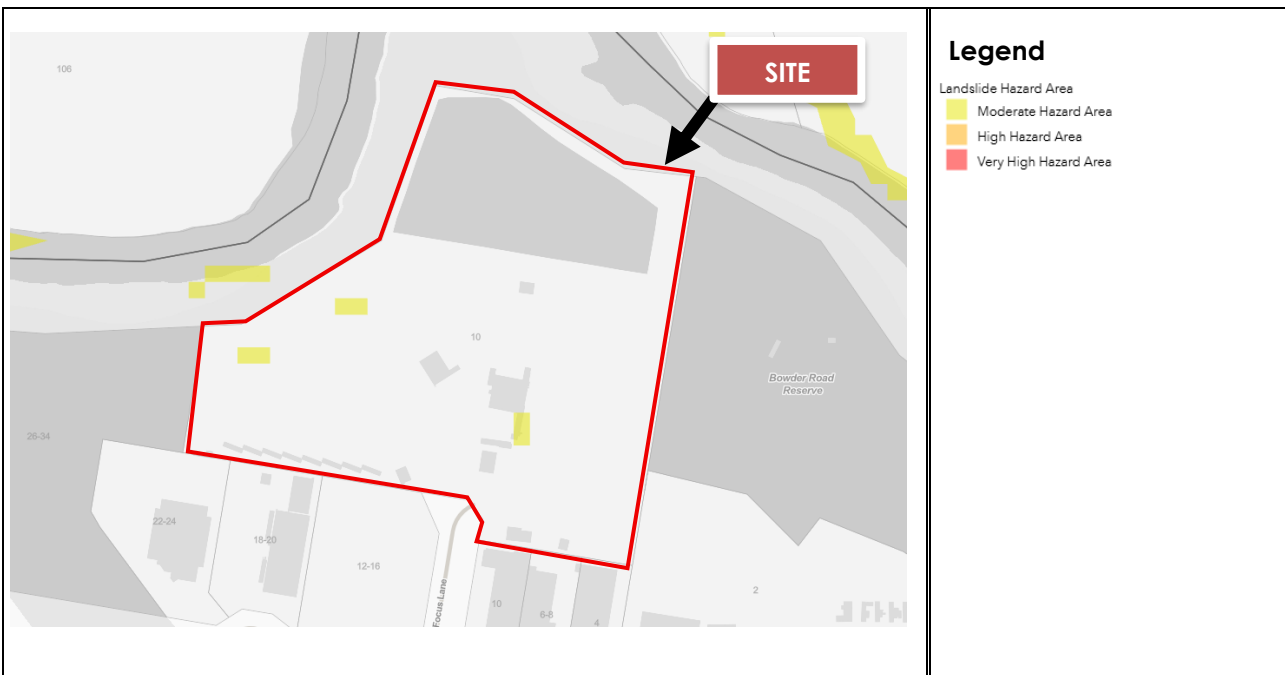 SITE
106
10
Bowder Road
Reserve
26-34
22-24
18-20
12-16
Focus Lane
10
6-8
4
2
Legend
Landslide Hazard Area
Moderate Hazard Area
High Hazard Area
Very High Hazard Area